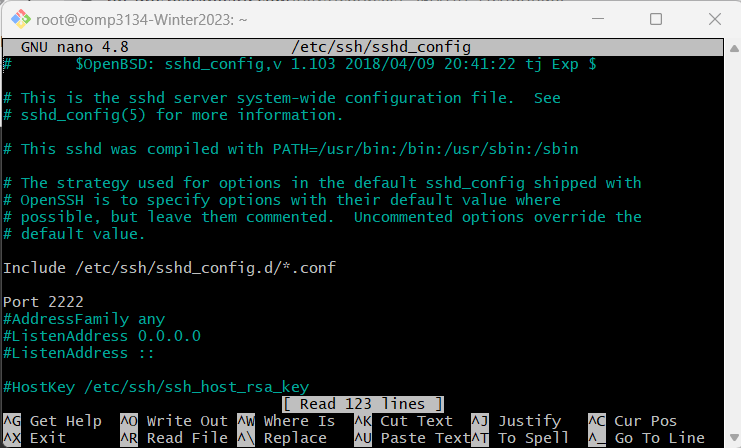 root@comp3134-Winter2023: ~
GNU nano 4.8 /etc/ssh/sshd_config
# $OpenBSD: sshd_config,v 1.103 2018/04/09 20:41:22 tj Exp $
# This is the sshd server system-wide configuration file. See
# sshd_config(5) for more information.
# This sshd was compiled with PATH=/usr/bin:/bin:/usr/sbin:/sbin
# The strategy used for options in the default sshd_config shipped with
# OpenSSH is to specify options with their default value where
# possible, but leave them commented. Uncommented options override the
# default value.
Include /etc/ssh/sshd_config.d/*.conf
Port 2222
#AddressFamily any
#ListenAddress 0.0.0.0
#ListenAddress ::
#HostKey /etc/ssh/ssh_host_rsa_key
[ Read 123 lines ]
^G Get Help ^O Write Out ^W Where Is ^K Cut Text ^J Justify ^C Cur Pos
^X Exit ^R Read File ^\ Replace ^U Paste Text^T To Spell ^_ Go To Line